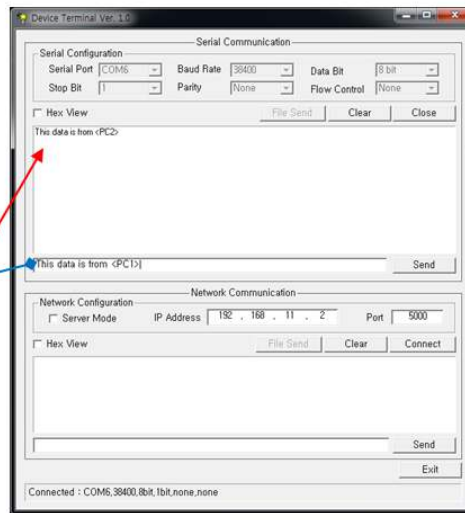 Device Terminal Ver. 1.0
Serial Communication
Serial Configuration
Serial Port COM6 Baud Rate 38400 Data Bit 8 bit
Stop Bit 1 Parity None Flow Control None
Hex View File Send Clear Close
This data is from <PC2>
This data is from <PC1> Send
Network Communication
Network Configuration
Server Mode IP Address 192 . 168 . 11 . 2 Port 5000
Hex View File Send Clear Connect
Send
Exit
Connected : COM6,38400,8bit,1bit,none,none